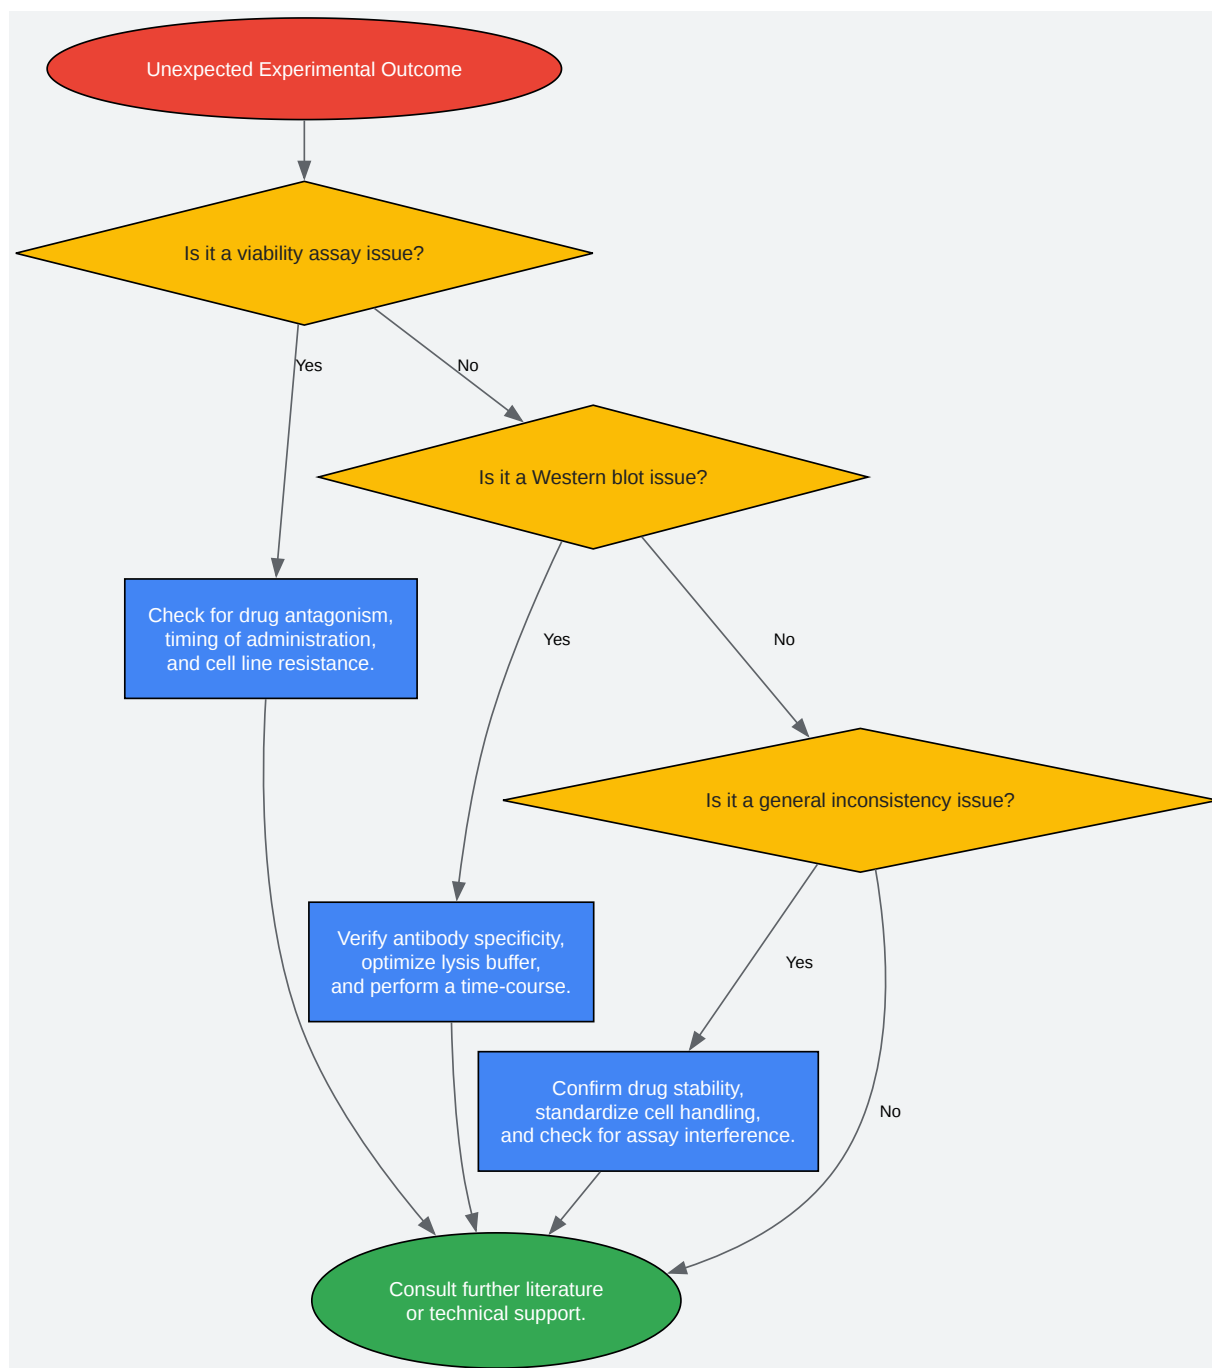 Unexpected Experimental Outcome
Is it a viability assay issue?
Yes
No
Is it a Western blot issue?
Check for drug antagonism,
timing of administration,
and cell line resistance.
Yes
No
Is it a general inconsistency issue?
Verify antibody specificity,
optimize lysis buffer,
and perform a time-course.
Yes
Confirm drug stability,
standardize cell handling,
and check for assay interference.
No
Consult further literature
or technical support.